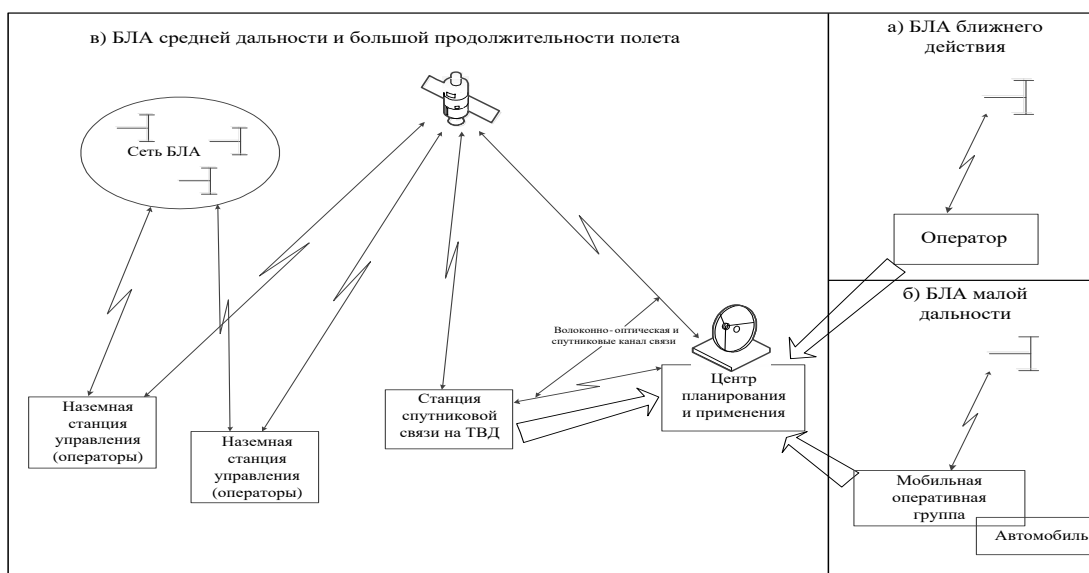 в) БЛА средней дальности и большой продолжительности полета
Сеть БЛА
Волоконно-оптическая и
спутниковые канал связи
Наземная
станция
управления
(операторы)
Наземная
станция
управления
(операторы)
Станция
спутниковой
связи на ТВД
Центр
планирования
и применения
а) БЛА ближнего
действия
Оператор
б) БЛА малой
дальности
Мобильная
оперативная
группа
Автомобиль